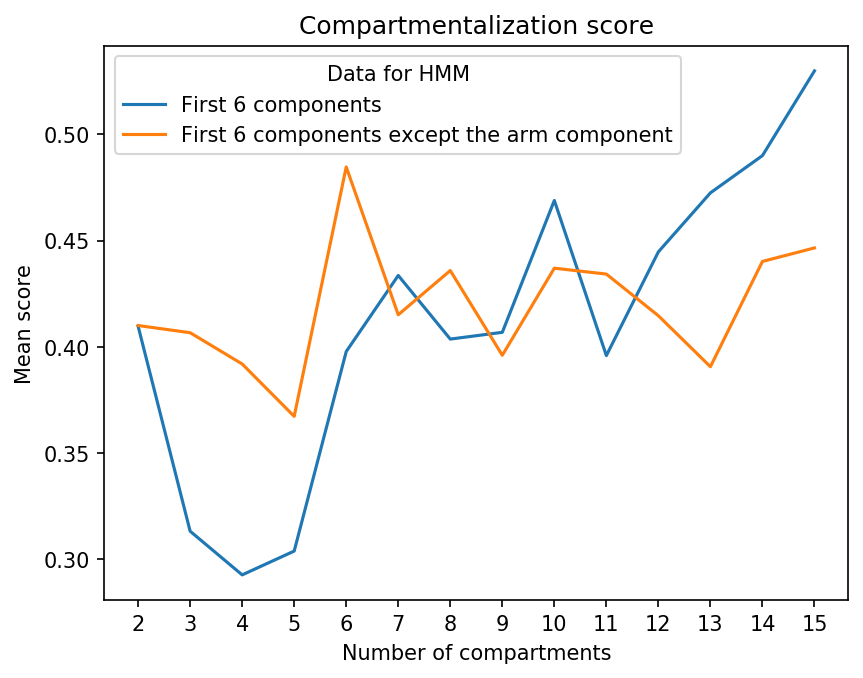 Compartmentalization score
Data for HMM
First 6 components
First 6 components except the arm component
Mean score
0.50
0.45
0.40
0.35
0.30
2 3 4 5 6 7 8 9 10 11 12 13 14 15
Number of compartments